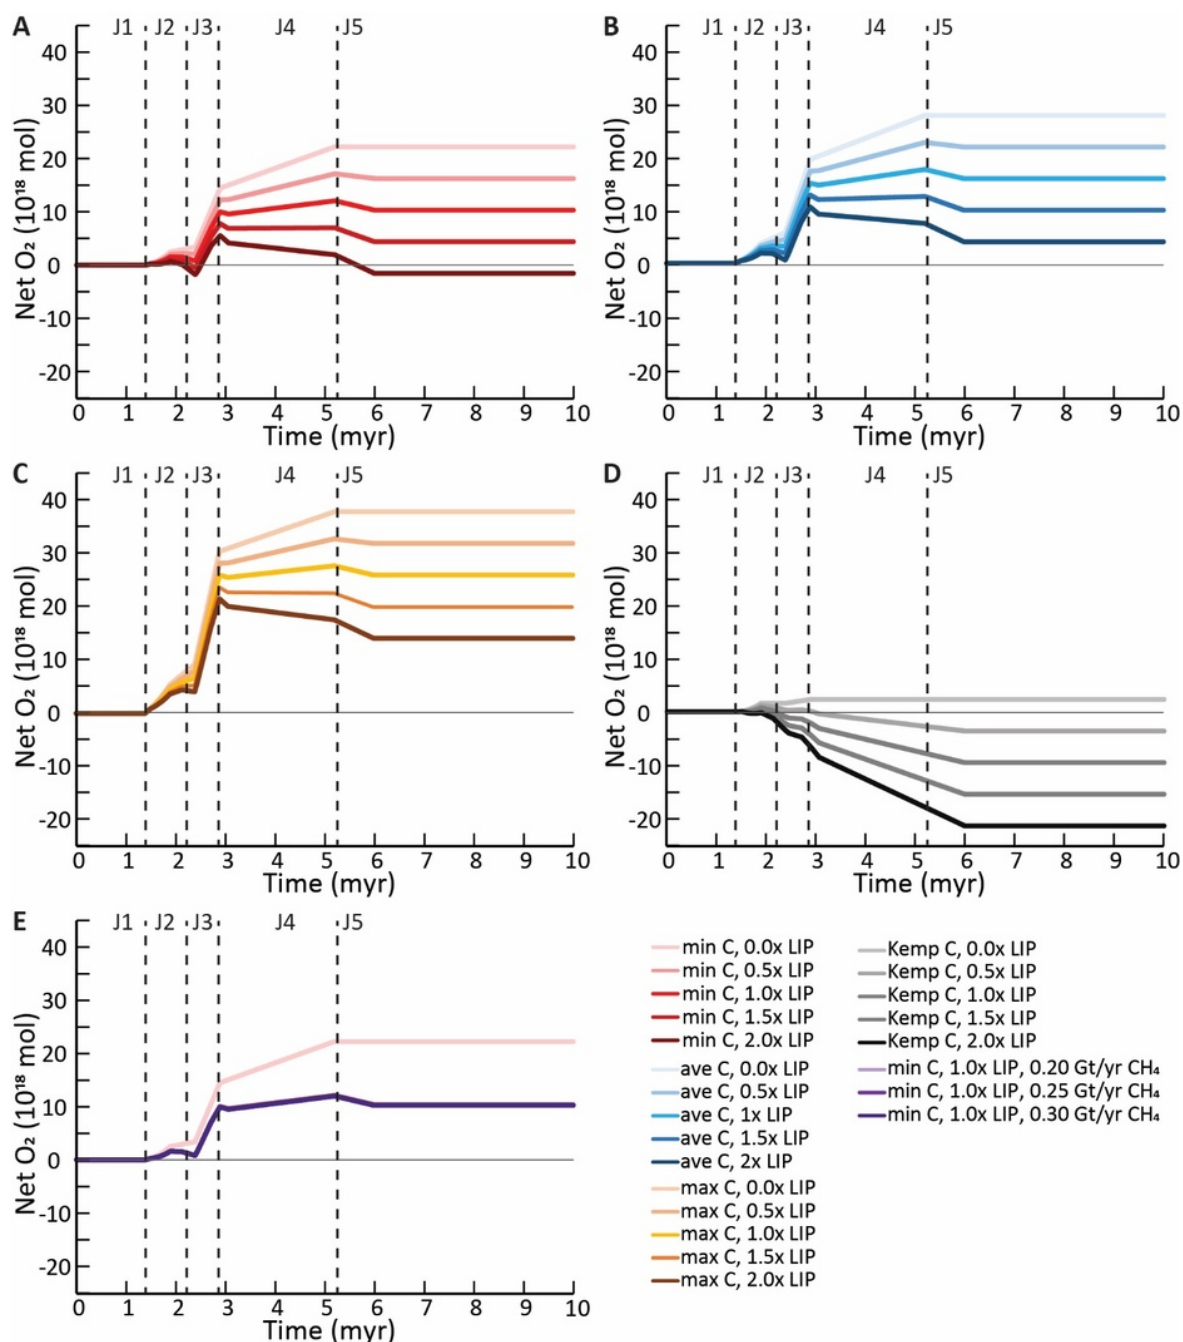 A J1 J2 J3 J4 J5
40
30
20
10
0
-10
-20
Net O₂ (10¹⁸ mol)
0 1 2 3 4 5 6 7 8 9 10
Time (myr)
B J1 J2 J3 J4 J5
40
30
20
10
0
-10
-20
Net O₂ (10¹⁸ mol)
0 1 2 3 4 5 6 7 8 9 10
Time (myr)
C J1 J2 J3 J4 J5
40
30
20
10
0
-10
-20
Net O₂ (10¹⁸ mol)
0 1 2 3 4 5 6 7 8 9 10
Time (myr)
D J1 J2 J3 J4 J5
40
30
20
10
0
-10
-20
Net O₂ (10¹⁸ mol)
0 1 2 3 4 5 6 7 8 9 10
Time (myr)
E J1 J2 J3 J4 J5
40
30
20
10
0
-10
-20
Net O₂ (10¹⁸ mol)
0 1 2 3 4 5 6 7 8 9 10
Time (myr)
min C, 0.0x LIP
min C, 0.5x LIP
min C, 1.0x LIP
min C, 1.5x LIP
min C, 2.0x LIP
ave C, 0.0x LIP
ave C, 0.5x LIP
ave C, 1x LIP
ave C, 1.5x LIP
ave C, 2x LIP
max C, 0.0x LIP
max C, 0.5x LIP
max C, 1.0x LIP
max C, 1.5x LIP
max C, 2.0x LIP
Kemp C, 0.0x LIP
Kemp C, 0.5x LIP
Kemp C, 1.0x LIP
Kemp C, 1.5x LIP
Kemp C, 2.0x LIP
min C, 1.0x LIP, 0.20 Gt/yr CH₄
min C, 1.0x LIP, 0.25 Gt/yr CH₄
min C, 1.0x LIP, 0.30 Gt/yr CH₄